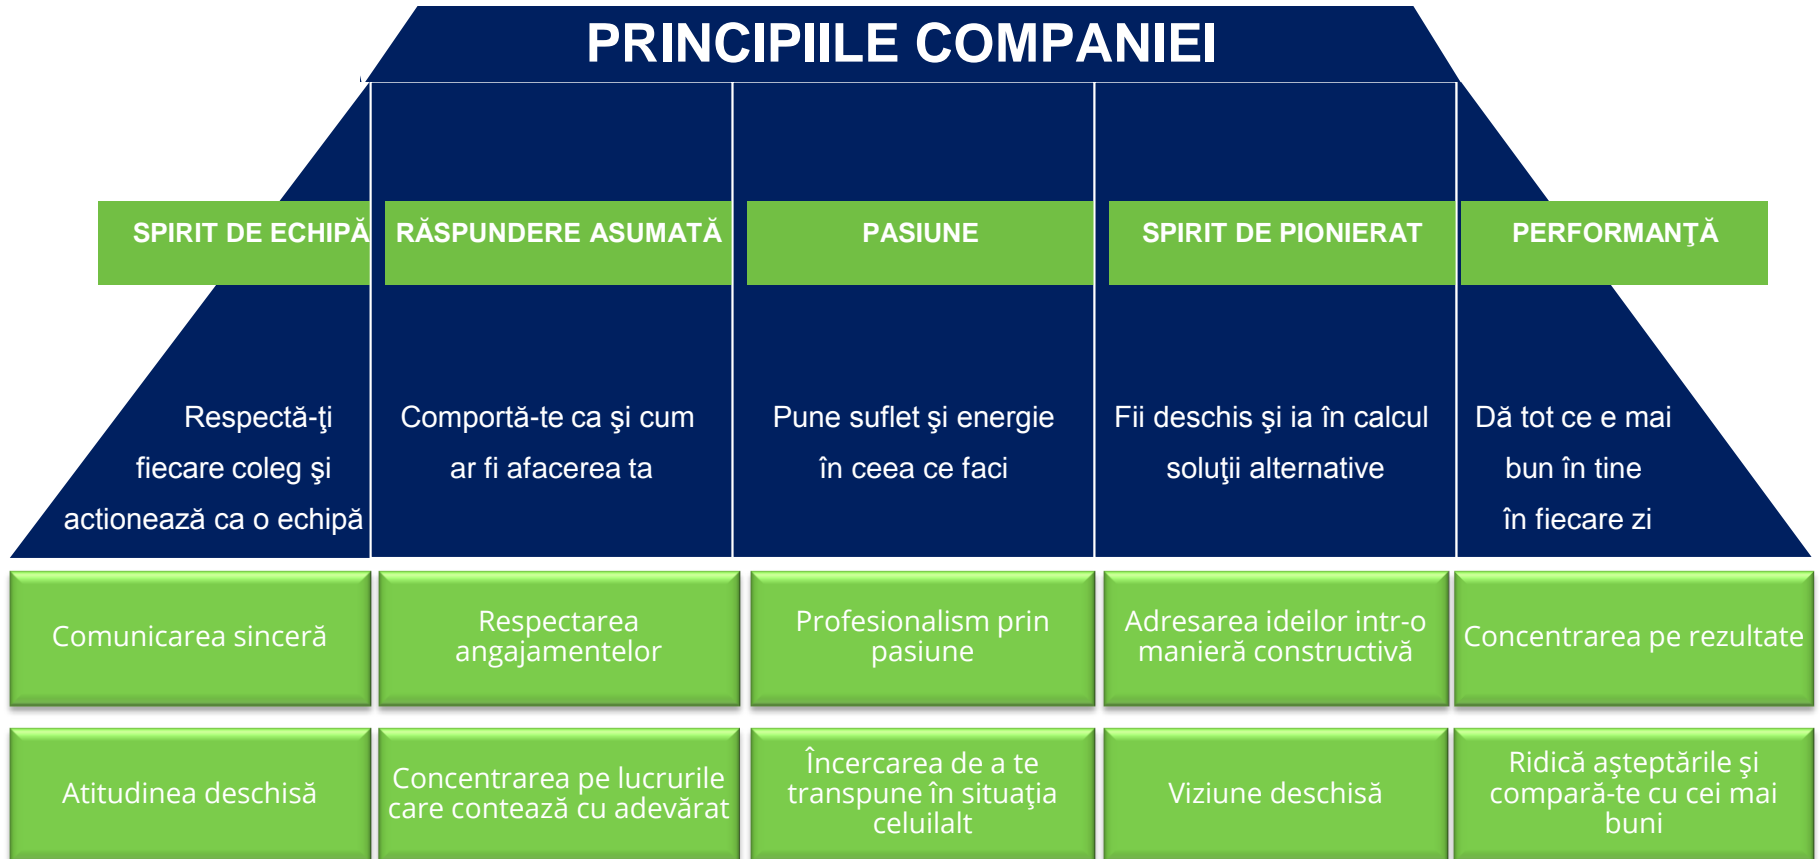 PRINCIPIILE COMPANIEI
SPIRIT DE ECHIPĂ
RĂSPUNDERE ASUMATĂ
PASIUNE
SPIRIT DE PIONIERAT
PERFORMANŢĂ
Respectă-ţi
fiecare coleg şi
actionează ca o echipă
Comportă-te ca şi cum
ar fi afacerea ta
Pune suflet şi energie
în ceea ce faci
Fii deschis şi ia în calcul
soluţii alternative
Dă tot ce e mai
bun în tine
în fiecare zi
Comunicarea sinceră
Respectarea
angajamentelor
Profesionalism prin
pasiune
Adresarea ideilor intr-o
manieră constructivă
Concentrarea pe rezultate
Atitudinea deschisă
Concentrarea pe lucrurile
care contează cu adevărat
Încercarea de a te
transpune în situaţia
celuilalt
Viziune deschisă
Ridică aşteptările şi
compară-te cu cei mai
buni